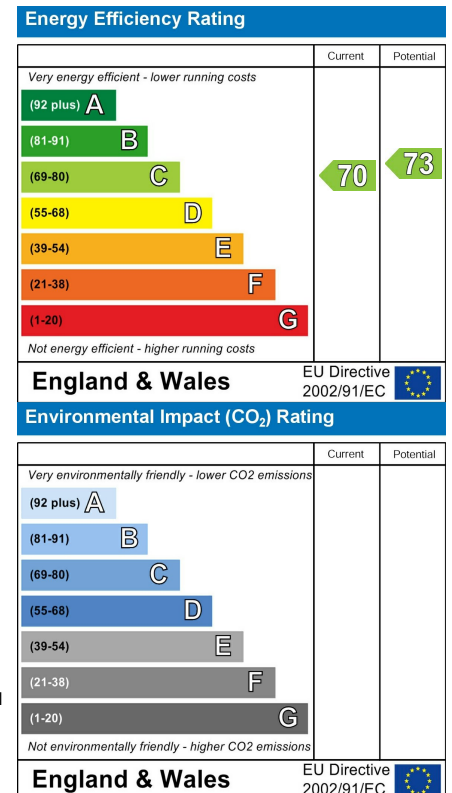 Energy Efficiency Rating
Current Potential
Very energy efficient - lower running costs
(92 plus) A
(81-91) B
(69-80) C 70 73
(55-68) D
(39-54) E
(21-38) F
(1-20) G
Not energy efficient - higher running costs
England & Wales EU Directive
2002/91/EC
Environmental Impact (CO₂) Rating
Current Potential
Very environmentally friendly - lower CO2 emissions
(92 plus) A
(81-91) B
(69-80) C
(55-68) D
(39-54) E
(21-38) F
(1-20) G
Not environmentally friendly - higher CO2 emissions
England & Wales EU Directive
2002/91/EC